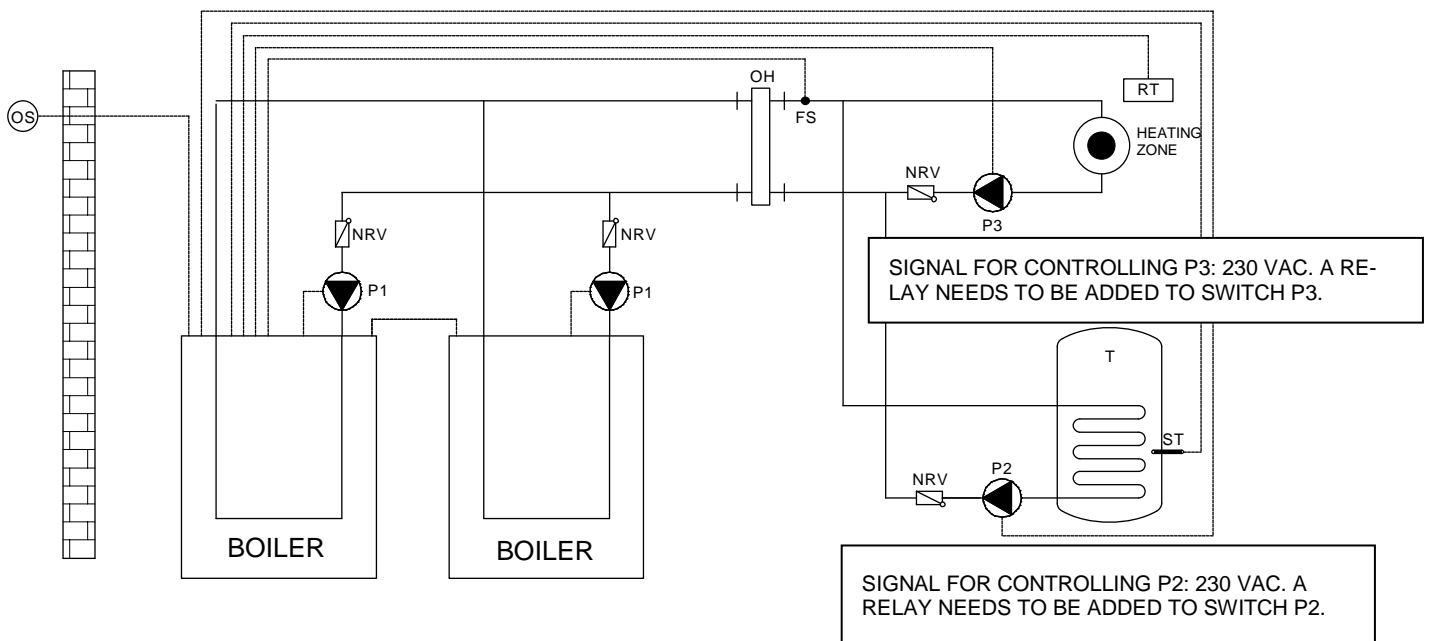 OH
RT
OS
FS
HEATING
ZONE
NRV
P3
NRV
NRV
P1
P1
SIGNAL FOR CONTROLLING P3: 230 VAC. A RE-
LAY NEEDS TO BE ADDED TO SWITCH P3.
T
ST
P2
NRV
BOILER
BOILER
SIGNAL FOR CONTROLLING P2: 230 VAC. A
RELAY NEEDS TO BE ADDED TO SWITCH P2.